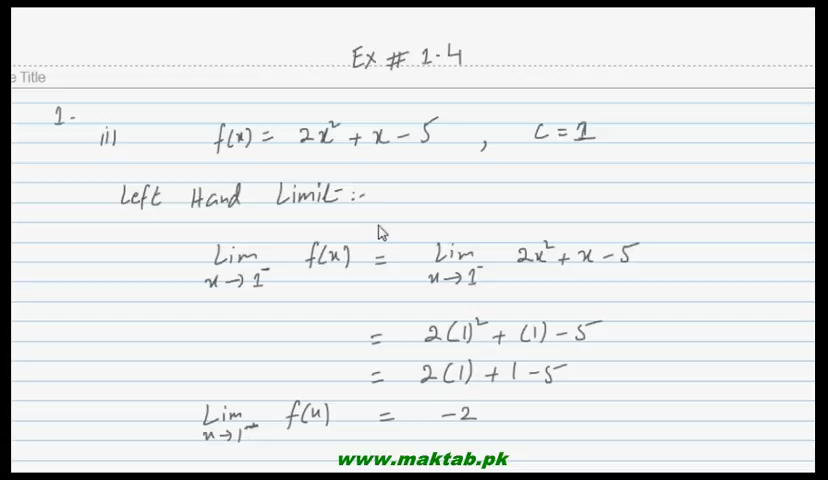 Ex # 1.4
e Title
1.
ii) f(x) = 2x² + x - 5 , c = 1
Left Hand Limit :-
Lim x→1⁻ f(x) = Lim x→1⁻ 2x² + x - 5
= 2(1)² + (1) - 5
= 2(1) + 1 - 5
Lim x→1⁻ f(x) = -2
www.maktab.pk